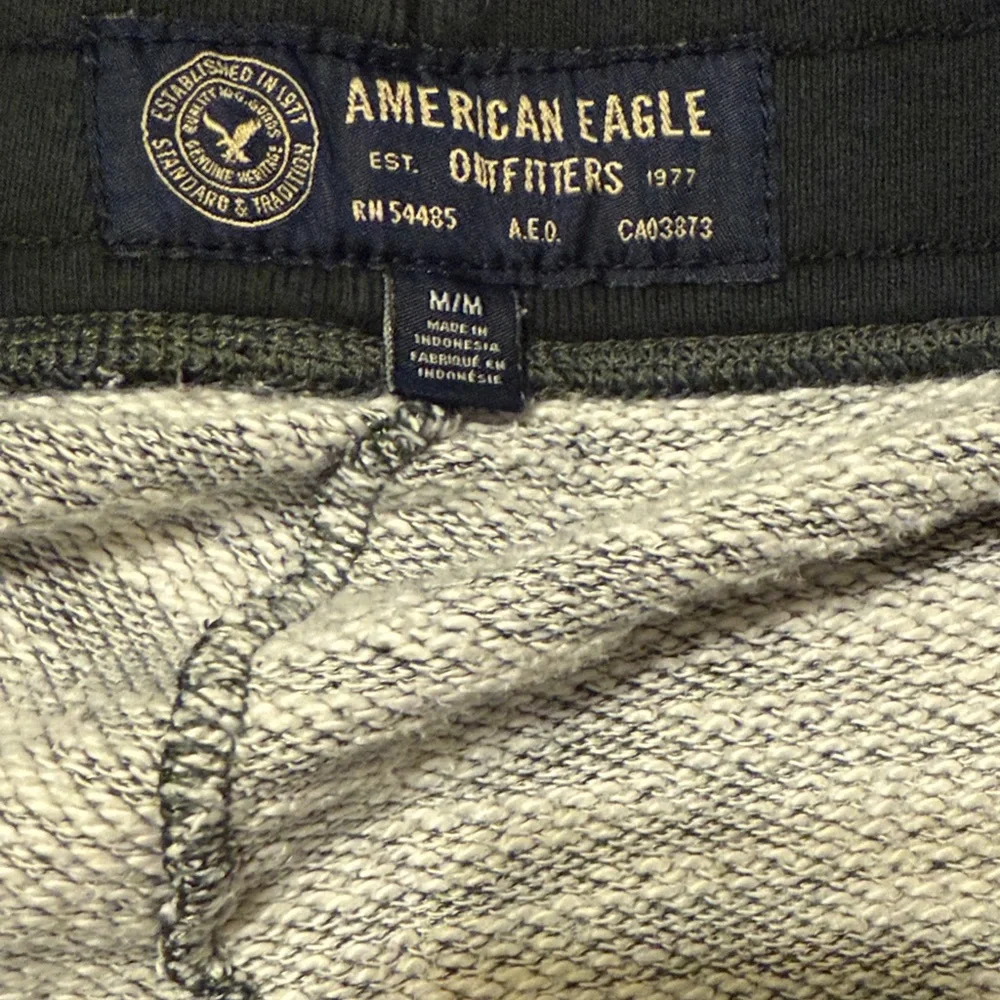 ESTABLISHED IN 1977
STANDARD & TRADITION
QUALITY MFG. GOODS
GENUINE HERITAGE
AMERICAN EAGLE
EST. OUTFITTERS 1977
RN 54485 A.E.O. CA03873
M/M
MADE IN
INDONESIA
FABRIQUÉ EN
INDONÉSIE